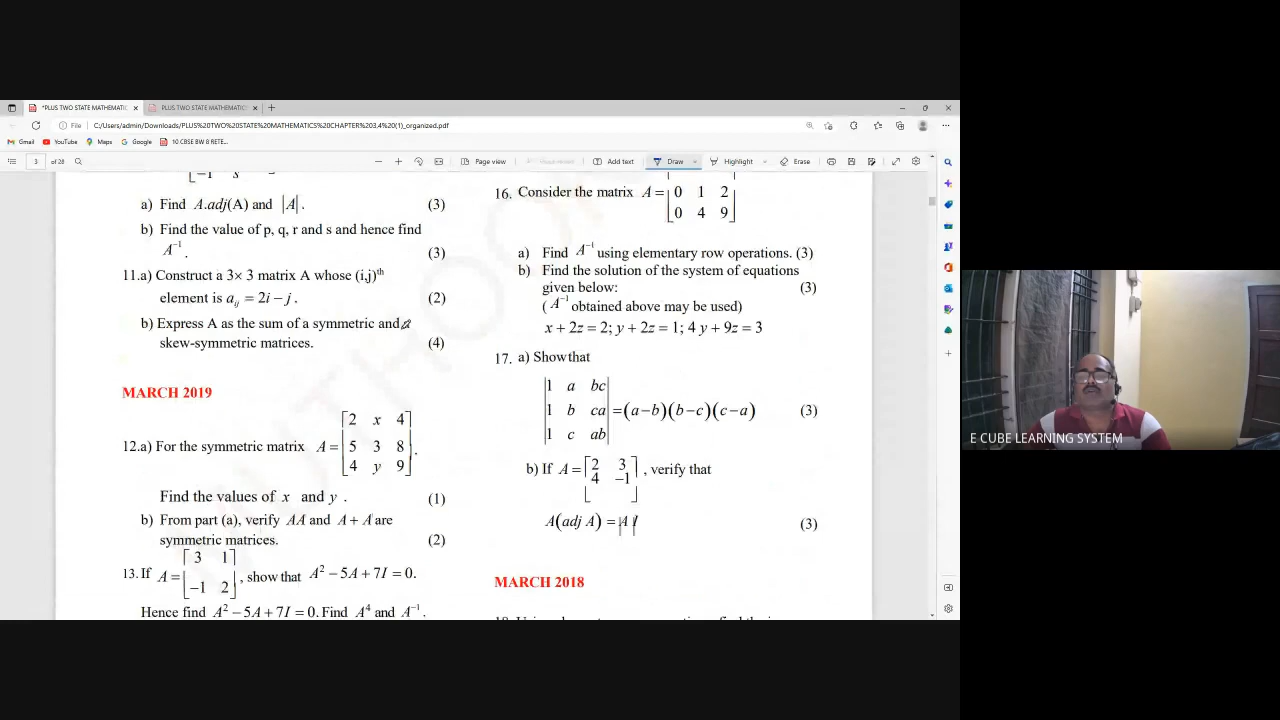 *PLUS TWO STATE MATHEMATIC
PLUS TWO STATE MATHEMATICS
File
C:/Users/admin/Downloads/PLUS%20TWO%20STATE%20MATHEMATICS%20CHAPTER%203,4%20(1)_organized.pdf
Gmail YouTube Maps Google 10 CBSE BW 8 RETE...
3 of 28
Page view Add text Draw Highlight Erase
a) Find A.adj(A) and |A|. (3)
b) Find the value of p, q, r and s and hence find
A⁻¹. (3)
11.a) Construct a 3× 3 matrix A whose (i,j)ᵗʰ
element is aᵢⱼ = 2i − j. (2)
b) Express A as the sum of a symmetric and
skew-symmetric matrices. (4)
MARCH 2019
12.a) For the symmetric matrix A = [2 x 4
5 3 8
4 y 9].
Find the values of x and y. (1)
b) From part (a), verify AA and A + A are
symmetric matrices. (2)
13. If A = [3 1
−1 2], show that A² − 5A + 7I = 0.
Hence find A² − 5A + 7I = 0. Find A⁴ and A⁻¹.
16. Consider the matrix A = 
0 1 2
0 4 9
a) Find A⁻¹ using elementary row operations. (3)
b) Find the solution of the system of equations
given below: (3)
( A⁻¹ obtained above may be used)
x + 2z = 2; y + 2z = 1; 4y + 9z = 3
17. a) Show that
|1 a bc|
|1 b ca| = (a − b)(b − c)(c − a) (3)
|1 c ab|
b) If A = [2 3
4 −1], verify that
A(adj A) = |A|I (3)
MARCH 2018
E CUBE LEARNING SYSTEM